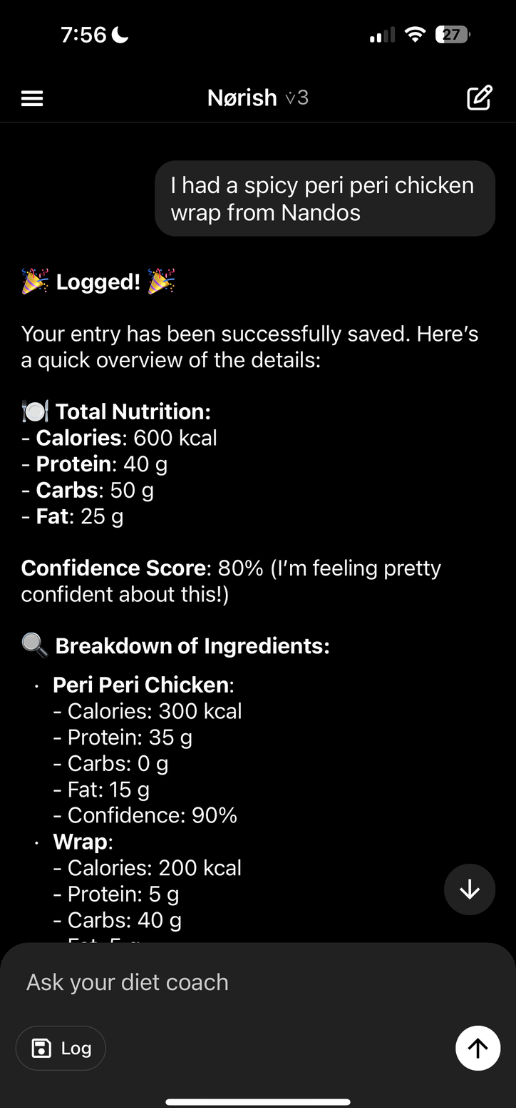 7:56
27
Nørish v3
I had a spicy peri peri chicken
wrap from Nandos
🎉 Logged! 🎉
Your entry has been successfully saved. Here's
a quick overview of the details:
🍽️ Total Nutrition:
- Calories: 600 kcal
- Protein: 40 g
- Carbs: 50 g
- Fat: 25 g
Confidence Score: 80% (I'm feeling pretty
confident about this!)
🔍 Breakdown of Ingredients:
· Peri Peri Chicken:
- Calories: 300 kcal
- Protein: 35 g
- Carbs: 0 g
- Fat: 15 g
- Confidence: 90%
· Wrap:
- Calories: 200 kcal
- Protein: 5 g
- Carbs: 40 g
- Fat: 5 g
Ask your diet coach
Log